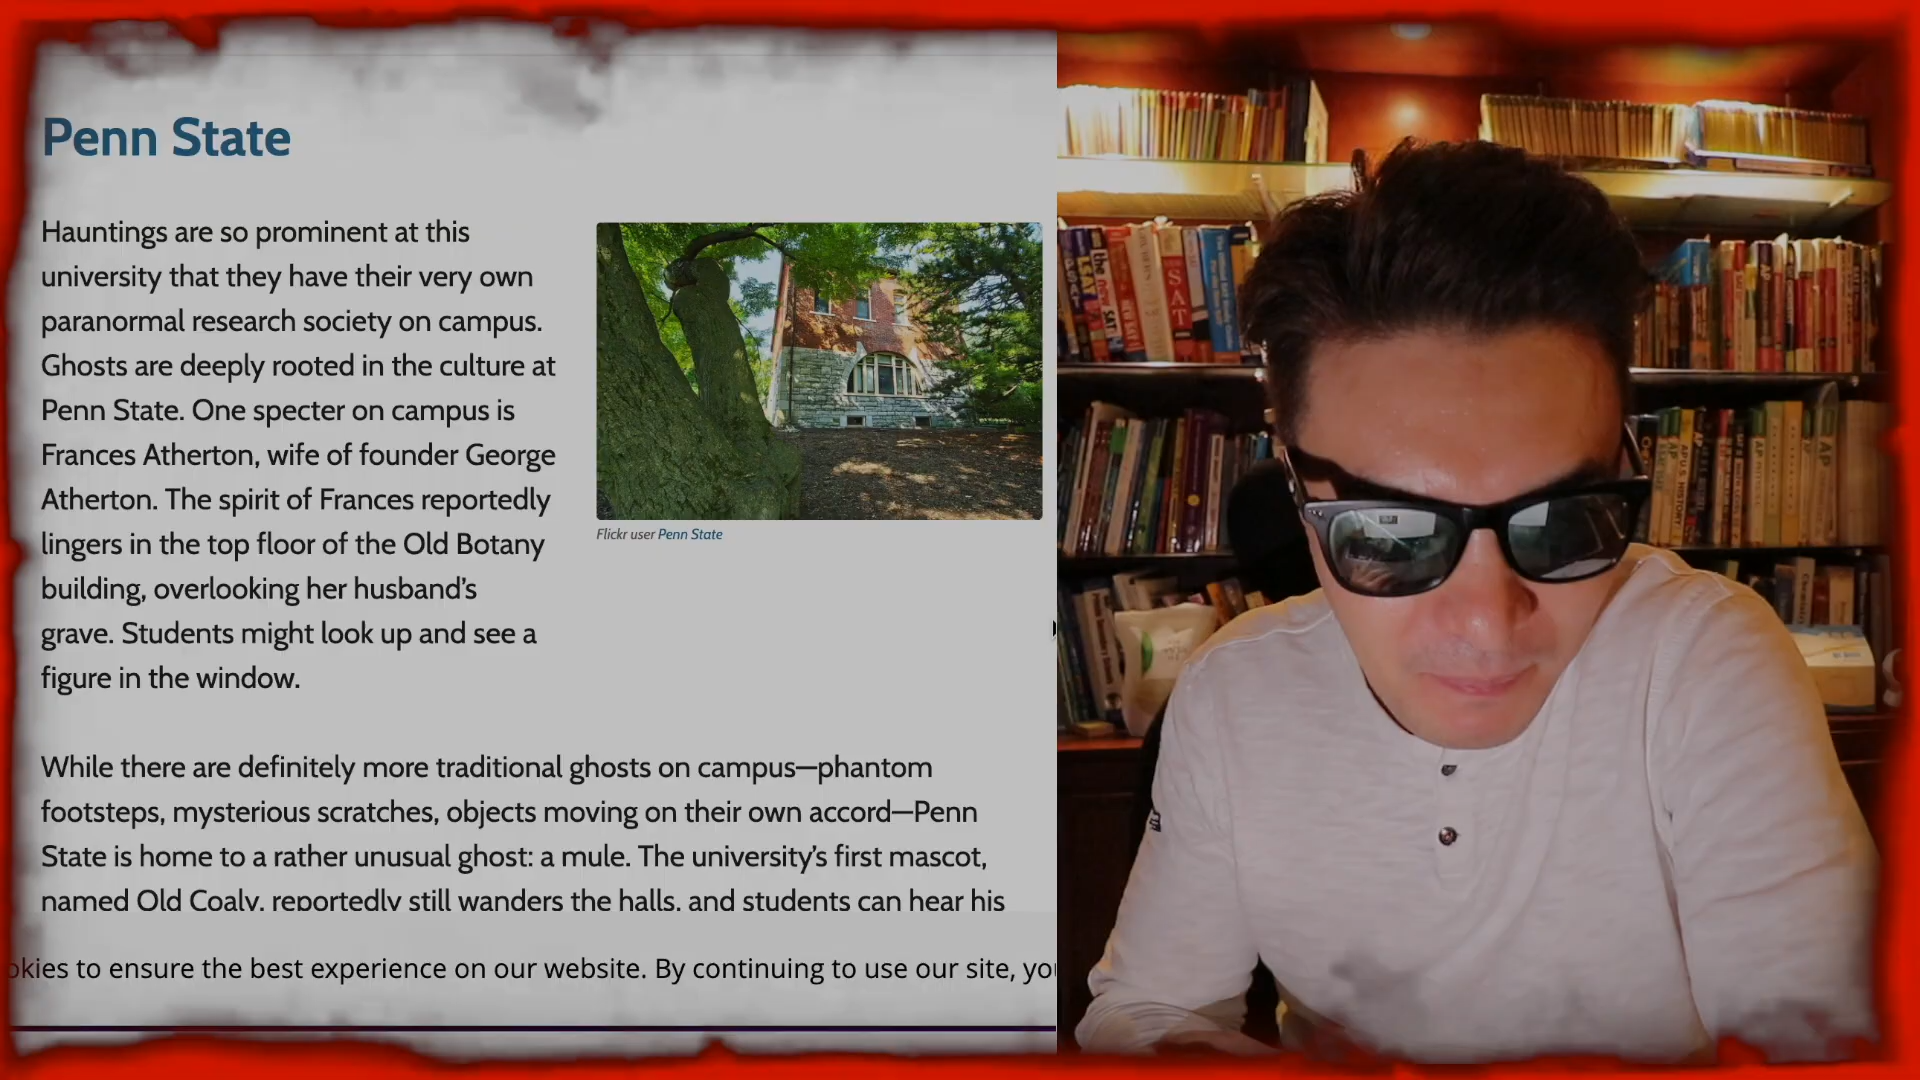 Penn State
Hauntings are so prominent at this
university that they have their very own
paranormal research society on campus.
Ghosts are deeply rooted in the culture at
Penn State. One specter on campus is
Frances Atherton, wife of founder George
Atherton. The spirit of Frances reportedly
lingers in the top floor of the Old Botany
building, overlooking her husband's
grave. Students might look up and see a
figure in the window.
Flickr user Penn State
While there are definitely more traditional ghosts on campus—phantom
footsteps, mysterious scratches, objects moving on their own accord—Penn
State is home to a rather unusual ghost: a mule. The university's first mascot,
named Old Coaly, reportedly still wanders the halls, and students can hear his
okies to ensure the best experience on our website. By continuing to use our site, you
SAT
AP
HISTORY
AP